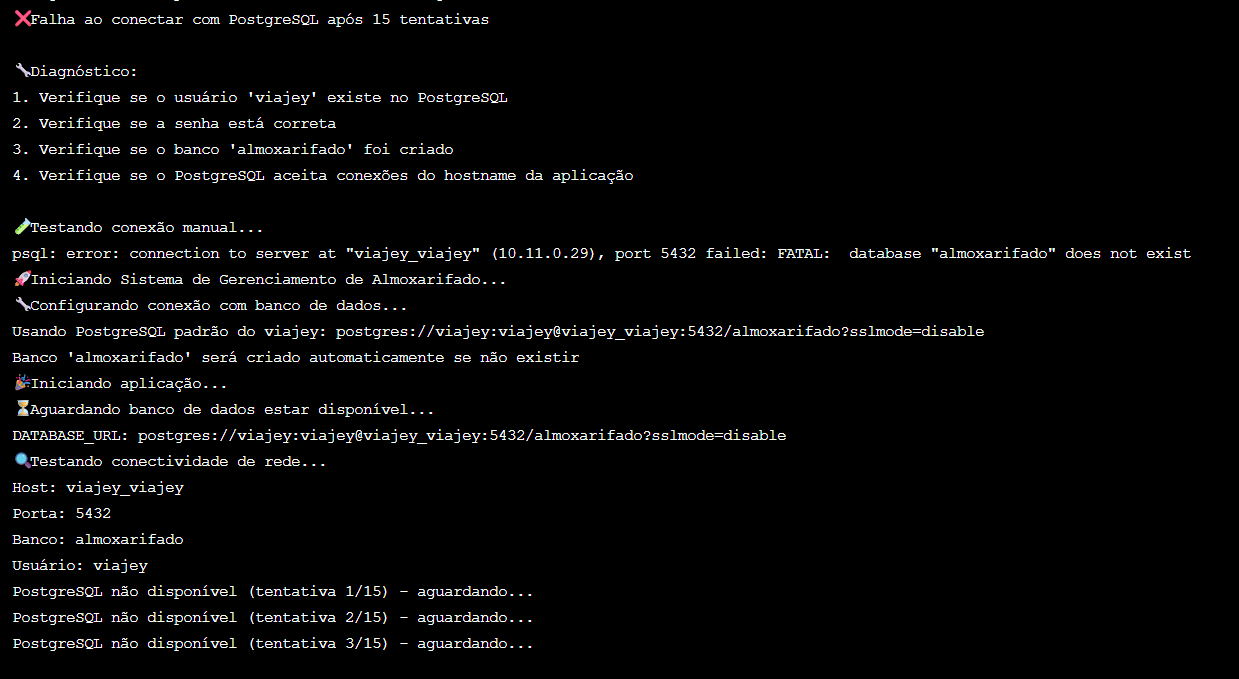 ❌Falha ao conectar com PostgreSQL após 15 tentativas
🔧Diagnóstico:
1. Verifique se o usuário 'viajey' existe no PostgreSQL
2. Verifique se a senha está correta
3. Verifique se o banco 'almoxarifado' foi criado
4. Verifique se o PostgreSQL aceita conexões do hostname da aplicação
🧪Testando conexão manual...
psql: error: connection to server at "viajey_viajey" (10.11.0.29), port 5432 failed: FATAL:  database "almoxarifado" does not exist
🚀Iniciando Sistema de Gerenciamento de Almoxarifado...
🔧Configurando conexão com banco de dados...
Usando PostgreSQL padrão do viajey: postgres://viajey:viajey@viajey_viajey:5432/almoxarifado?sslmode=disable
Banco 'almoxarifado' será criado automaticamente se não existir
🎉Iniciando aplicação...
⏳Aguardando banco de dados estar disponível...
DATABASE_URL: postgres://viajey:viajey@viajey_viajey:5432/almoxarifado?sslmode=disable
🔍Testando conectividade de rede...
Host: viajey_viajey
Porta: 5432
Banco: almoxarifado
Usuário: viajey
PostgreSQL não disponível (tentativa 1/15) - aguardando...
PostgreSQL não disponível (tentativa 2/15) - aguardando...
PostgreSQL não disponível (tentativa 3/15) - aguardando...